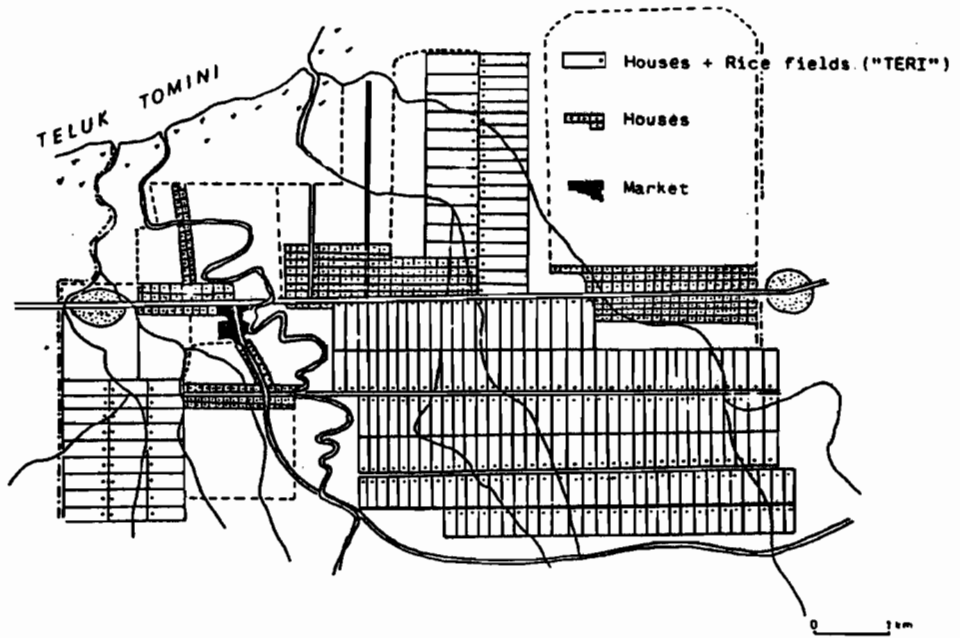 TELUK TOMINI
Houses + Rice fields ("TERI")
Houses
Market
0 1 km